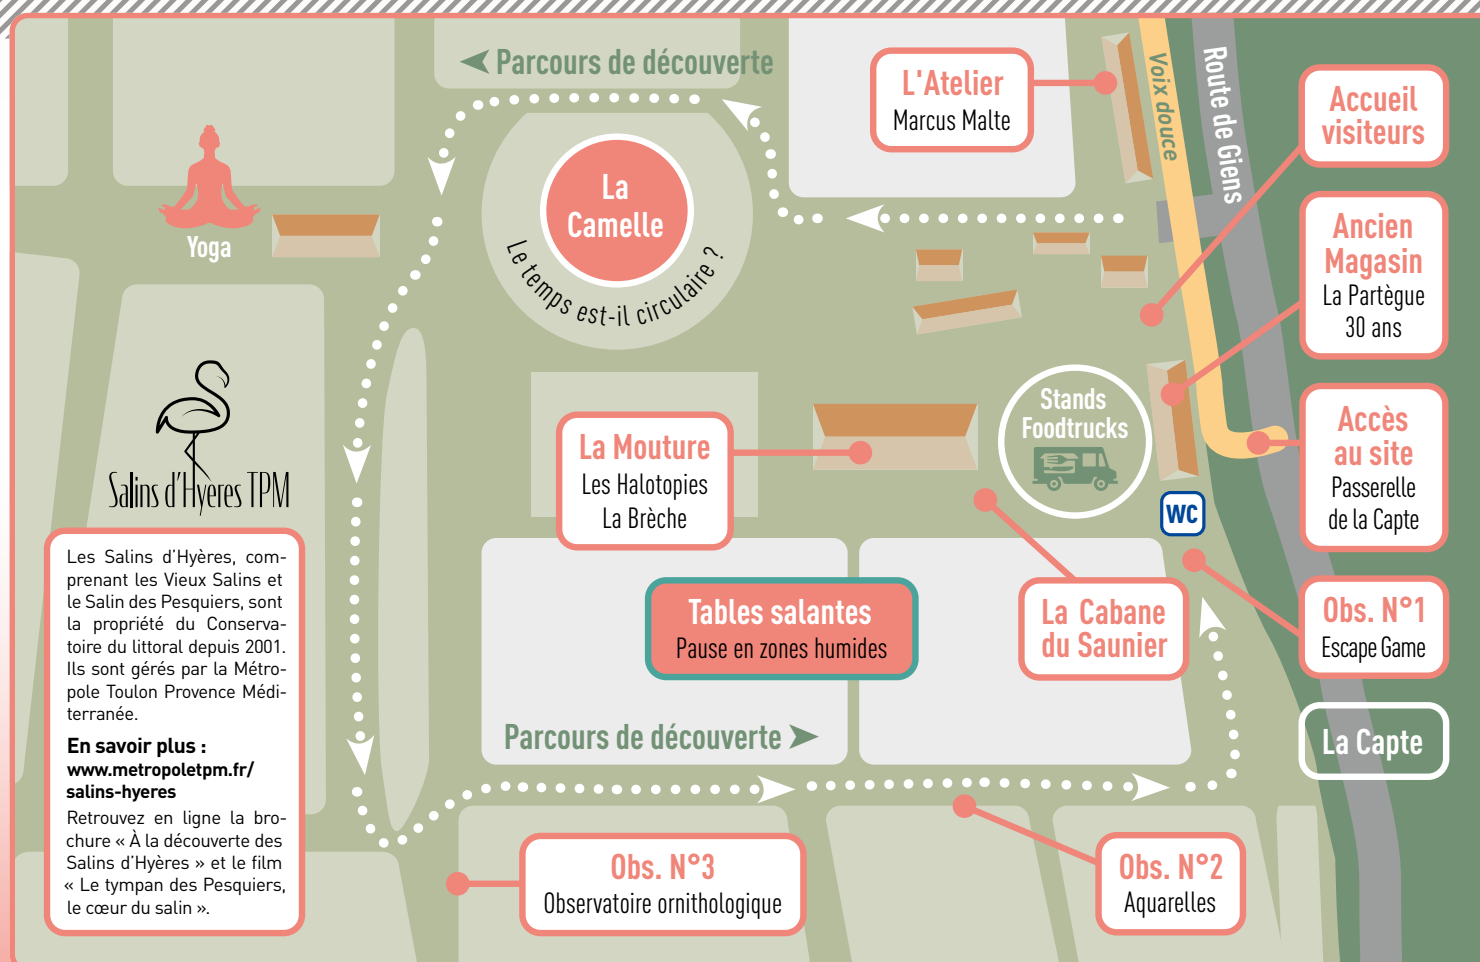 Parcours de découverte
L'Atelier
Marcus Malte
Voix douce
Route de Giens
Accueil
visiteurs
Yoga
La
Camelle
Le temps est-il circulaire ?
Ancien
Magasin
La Partègue
30 ans
Salins d'Hyeres TPM
Stands
Foodtrucks
La Mouture
Les Halotopies
La Brèche
Accès
au site
Passerelle
de la Capte
WC
Les Salins d’Hyères, com-
prenant les Vieux Salins et
le Salin des Pesquiers, sont
la propriété du Conserva-
toire du littoral depuis 2001.
Ils sont gérés par la Métro-
pole Toulon Provence Médi-
terranée.
En savoir plus :
www.metropoletpm.fr/
salins-hyeres
Retrouvez en ligne la bro-
chure « À la découverte des
Salins d’Hyères » et le film
« Le tympan des Pesquiers,
le cœur du salin ».
Tables salantes
Pause en zones humides
La Cabane
du Saunier
Obs. N°1
Escape Game
Parcours de découverte
La Capte
Obs. N°3
Observatoire ornithologique
Obs. N°2
Aquarelles